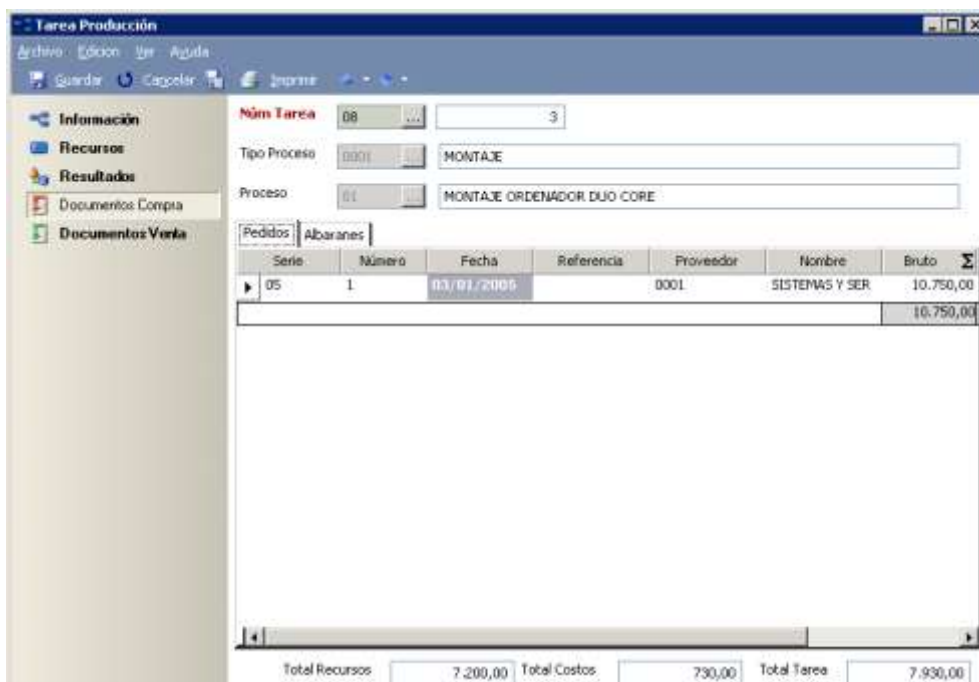 Tarea Producción
Archivo Edicion Ver Ayuda
Guardar Cancelar Imprimir
Información
Recursos
Resultados
Documentos Compra
Documentos Venta
Núm Tarea 08 ... 3
Tipo Proceso 0001 ... MONTAJE
Proceso 01 ... MONTAJE ORDENADOR DUO CORE
Pedidos Albaranes
Serie Número Fecha Referencia Proveedor Nombre Bruto Σ
05 1 03/01/2005 0001 SISTEMAS Y SER 10.750,00
10.750,00
Total Recursos 7.200,00 Total Costos 730,00 Total Tarea 7.930,00